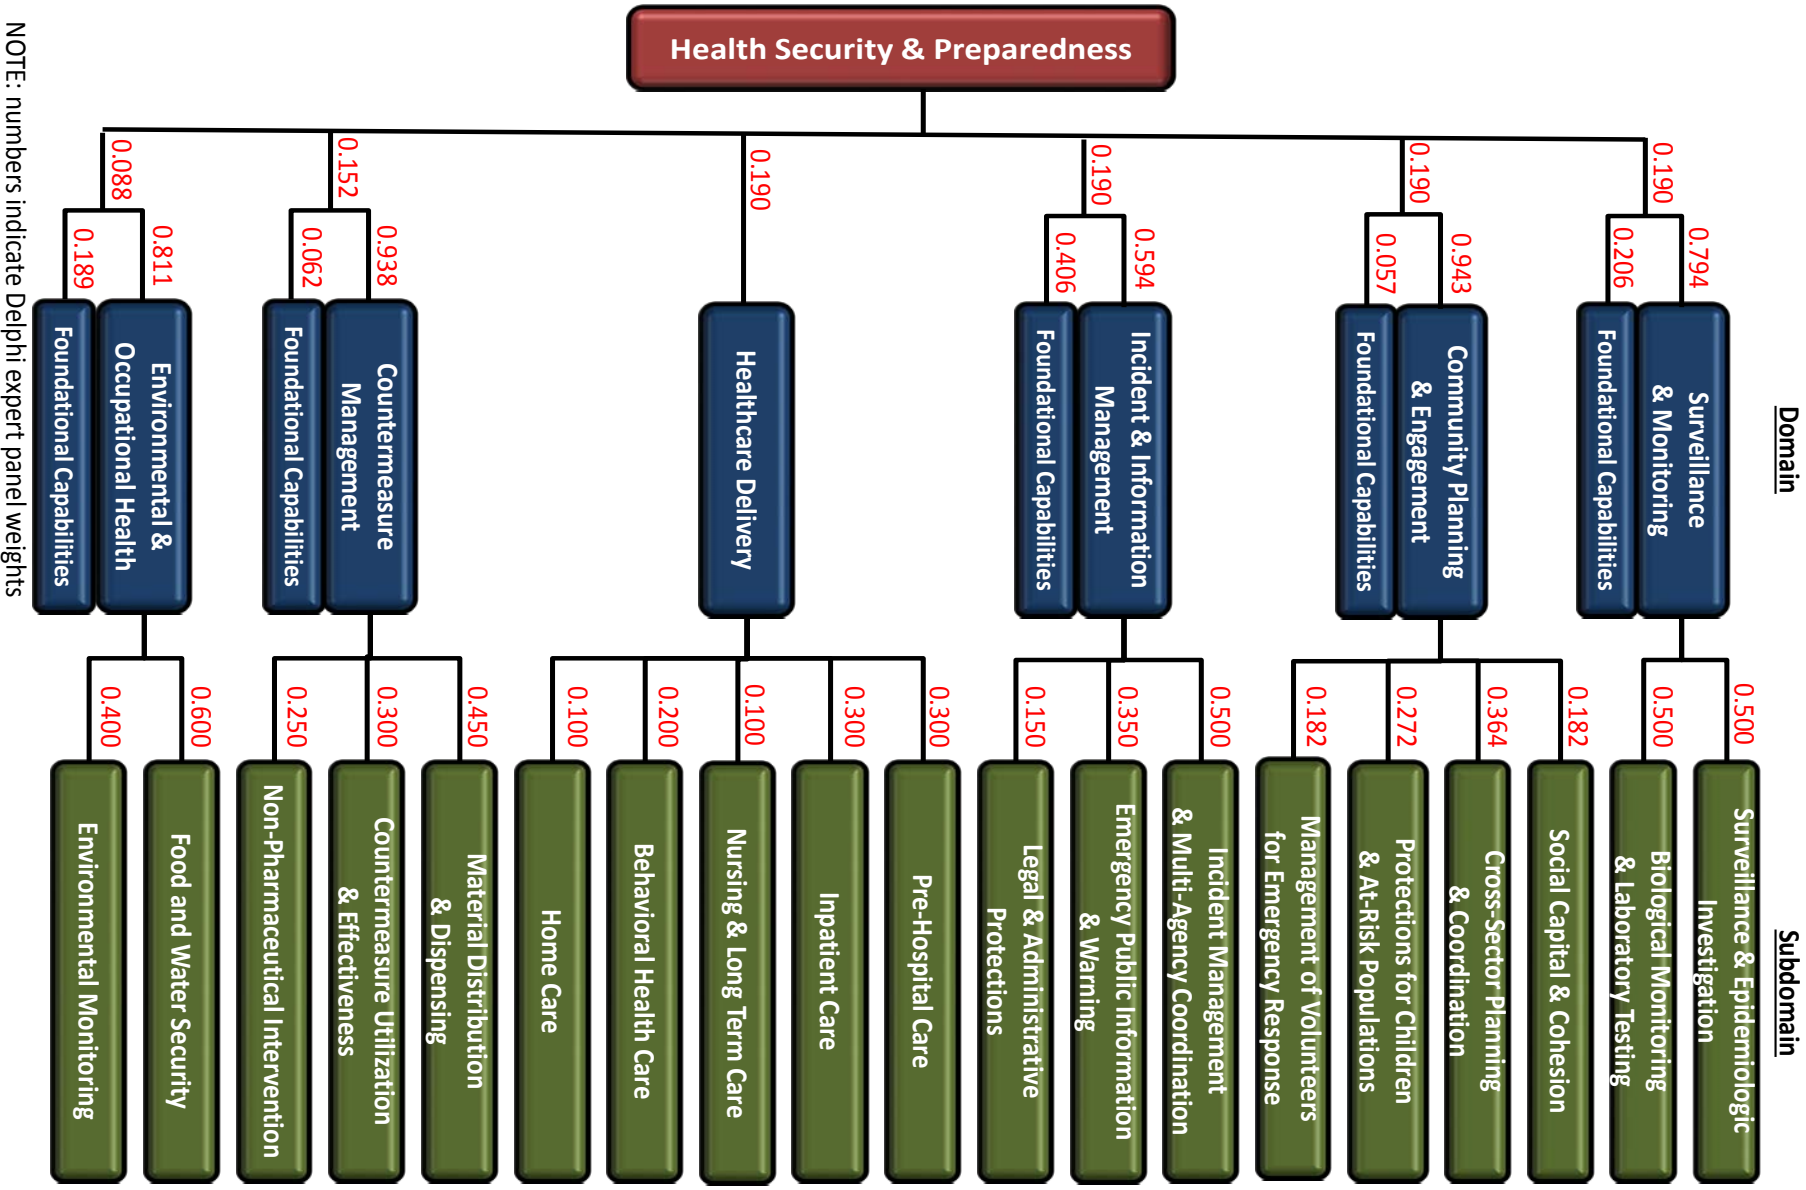 Health Security & Preparedness
Domain
Subdomain
0.190
0.794
0.206
Surveillance
& Monitoring
Foundational Capabilities
0.500
Surveillance & Epidemiologic
Investigation
0.500
Biological Monitoring
& Laboratory Testing
0.190
0.943
0.057
Community Planning
& Engagement
Foundational Capabilities
0.182
Social Capital & Cohesion
0.364
Cross-Sector Planning
& Coordination
0.272
Protections for Children
& At-Risk Populations
0.182
Management of Volunteers
for Emergency Response
0.190
0.594
0.406
Incident & Information
Management
Foundational Capabilities
0.500
Incident Management
& Multi-Agency Coordination
0.350
Emergency Public Information
& Warning
0.150
Legal & Administrative
Protections
0.190
Healthcare Delivery
0.300
Pre-Hospital Care
0.300
Inpatient Care
0.100
Nursing & Long Term Care
0.200
Behavioral Health Care
0.100
Home Care
0.152
0.938
0.062
Countermeasure
Management
Foundational Capabilities
0.450
Material Distribution
& Dispensing
0.300
Countermeasure Utilization
& Effectiveness
0.250
Non-Pharmaceutical Intervention
0.088
0.811
0.189
Environmental &
Occupational Health
Foundational Capabilities
0.600
Food and Water Security
0.400
Environmental Monitoring
NOTE: numbers indicate Delphi expert panel weights